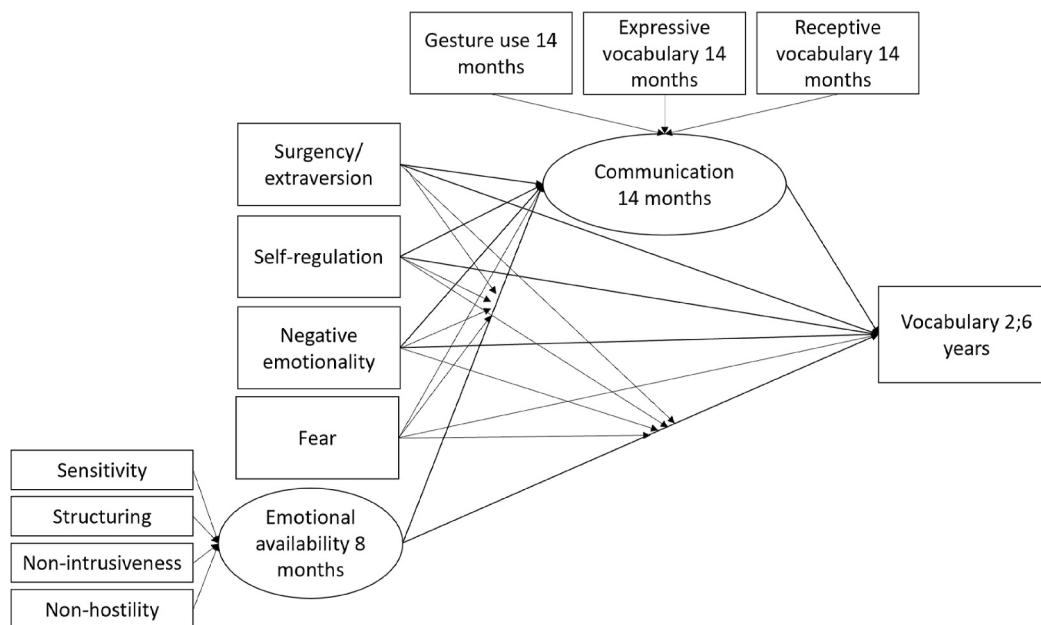 Gesture use 14
months
Expressive
vocabulary 14
months
Receptive
vocabulary 14
months
Surgency/
extraversion
Communication
14 months
Self-regulation
Negative
emotionality
Vocabulary 2;6
years
Fear
Sensitivity
Structuring
Non-intrusiveness
Non-hostility
Emotional
availability 8
months